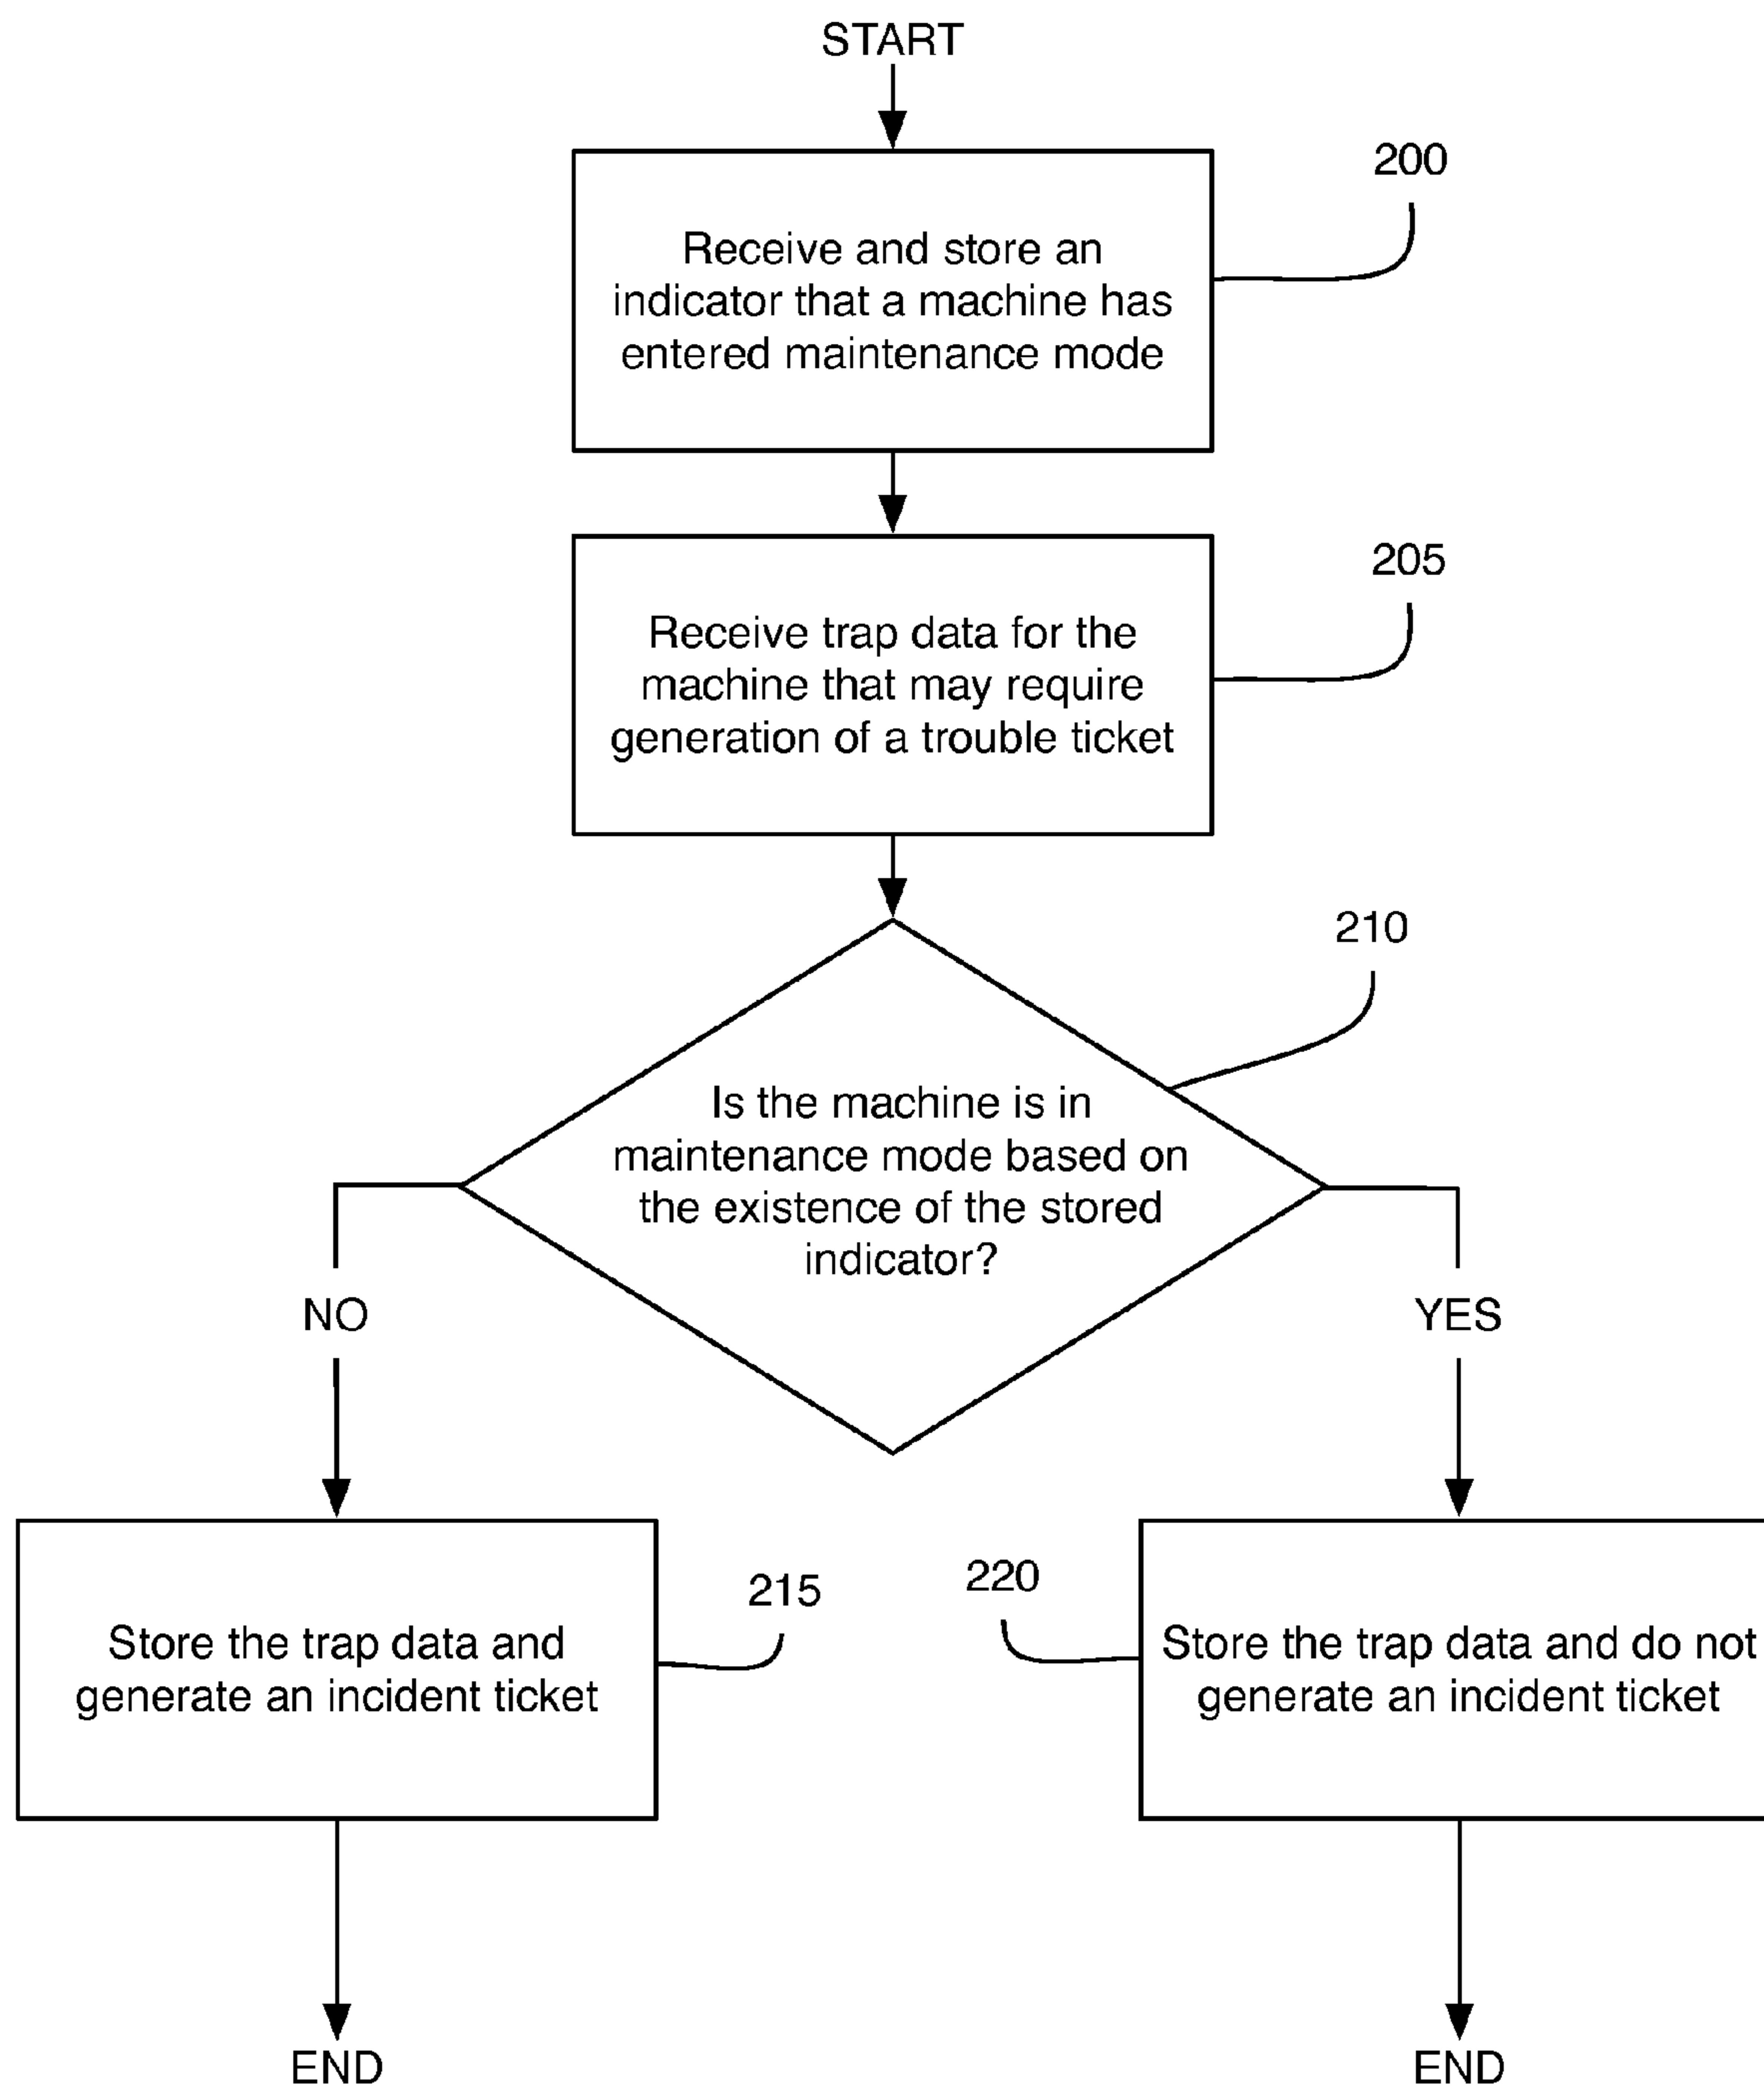 START
200
Receive and store an
indicator that a machine has
entered maintenance mode
205
Receive trap data for the
machine that may require
generation of a trouble ticket
210
Is the machine is in
maintenance mode based on
the existence of the stored
indicator?
NO
YES
215
Store the trap data and
generate an incident ticket
220
Store the trap data and do not
generate an incident ticket
END
END